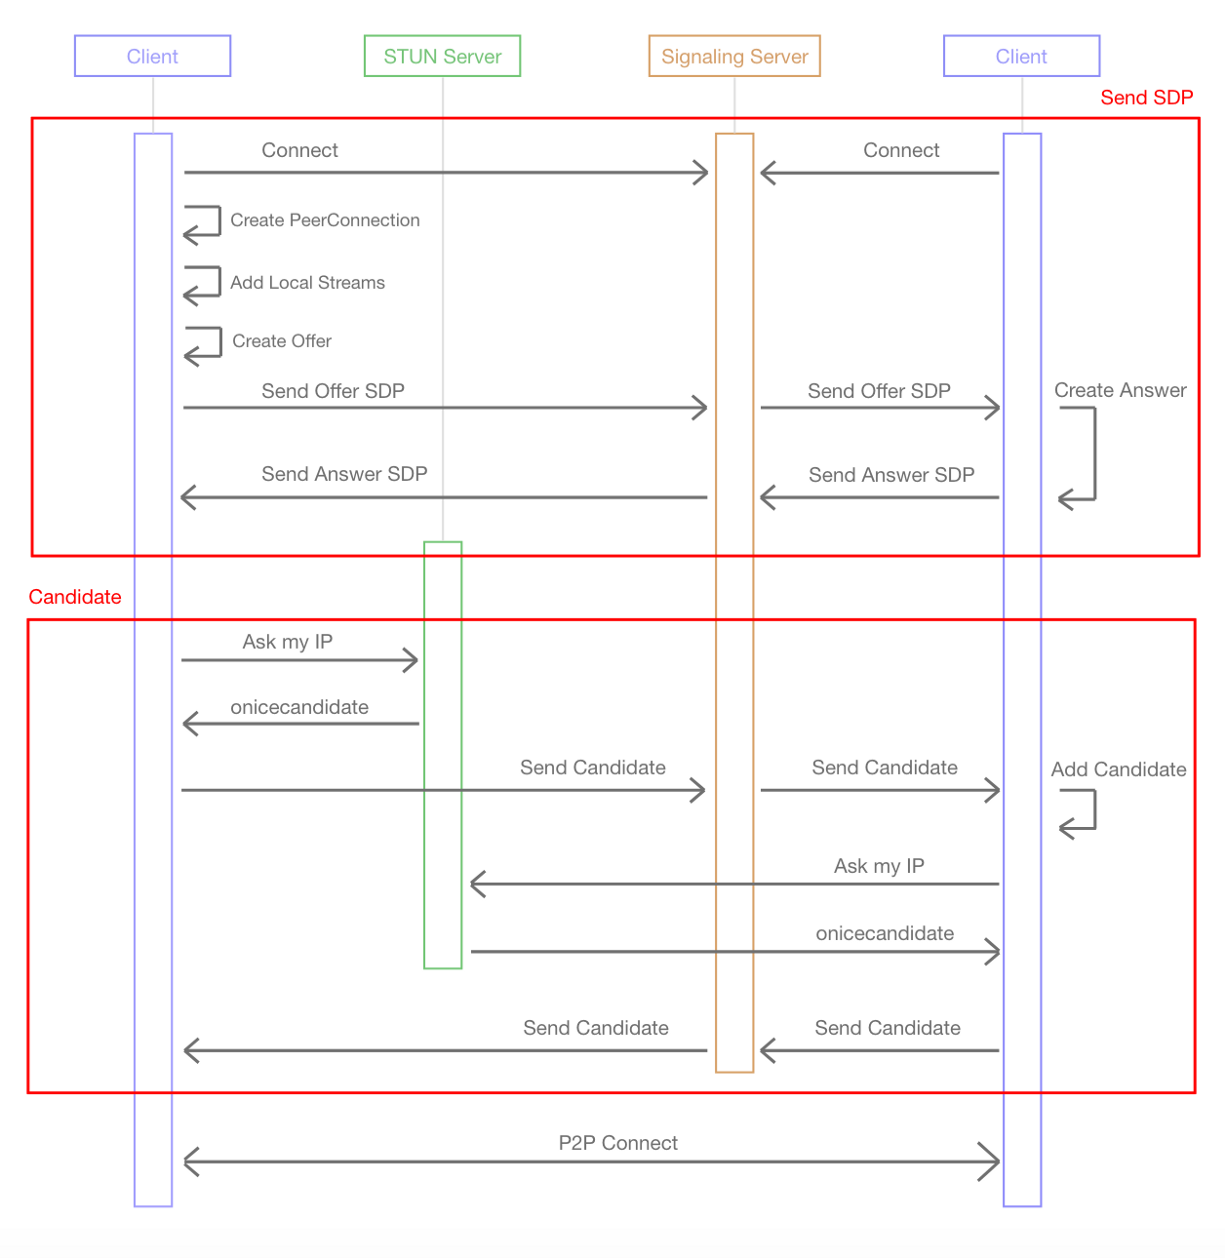 Client
STUN Server
Signaling Server
Client
Send SDP
Connect
Connect
Create PeerConnection
Add Local Streams
Create Offer
Send Offer SDP
Send Offer SDP
Create Answer
Send Answer SDP
Send Answer SDP
Candidate
Ask my IP
onicecandidate
Send Candidate
Send Candidate
Add Candidate
Ask my IP
onicecandidate
Send Candidate
Send Candidate
P2P Connect